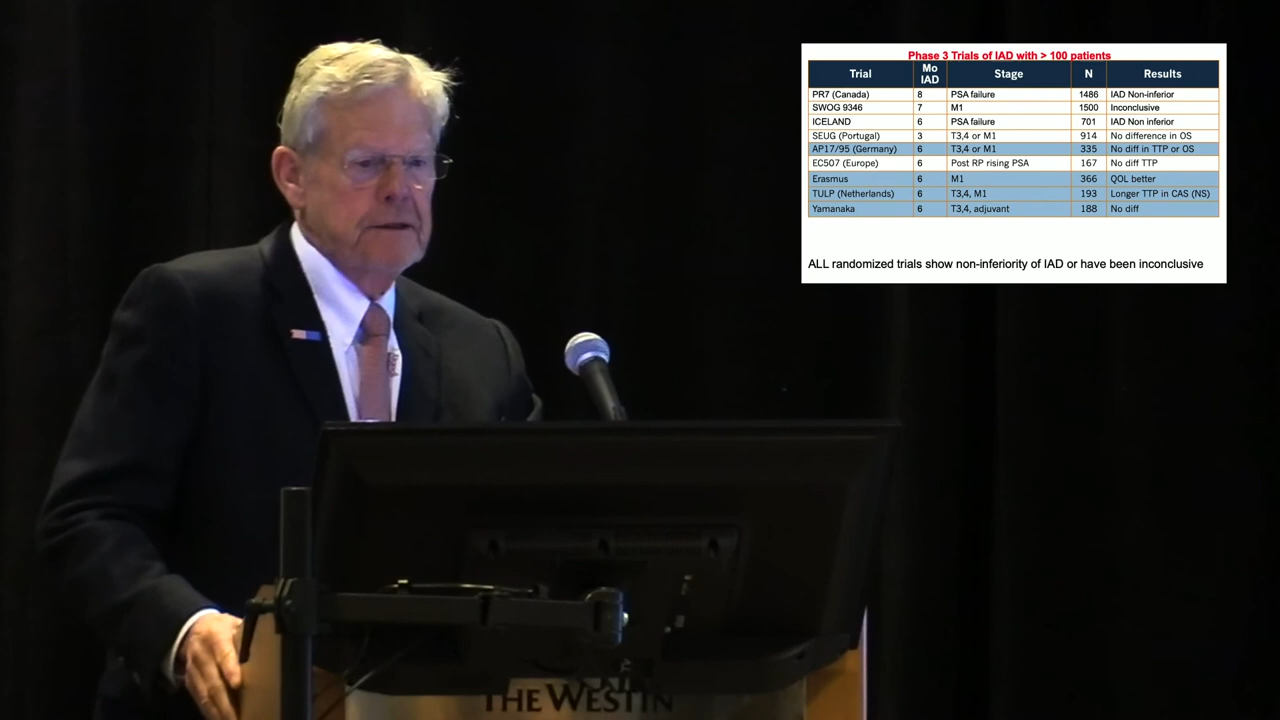 Phase 3 Trials of IAD with > 100 patients
Trial Mo IAD Stage N Results
PR7 (Canada) 8 PSA failure 1486 IAD Non-inferior
SWOG 9346 7 M1 1500 Inconclusive
ICELAND 6 PSA failure 701 IAD Non inferior
SEUG (Portugal) 3 T3,4 or M1 914 No difference in OS
AP17/95 (Germany) 6 T3,4 or M1 335 No diff in TTP or OS
EC507 (Europe) 6 Post RP rising PSA 167 No diff TTP
Erasmus 6 M1 366 QOL better
TULP (Netherlands) 6 T3,4, M1 193 Longer TTP in CAS (NS)
Yamanaka 6 T3,4, adjuvant 188 No diff
ALL randomized trials show non-inferiority of IAD or have been inconclusive
THE WESTIN